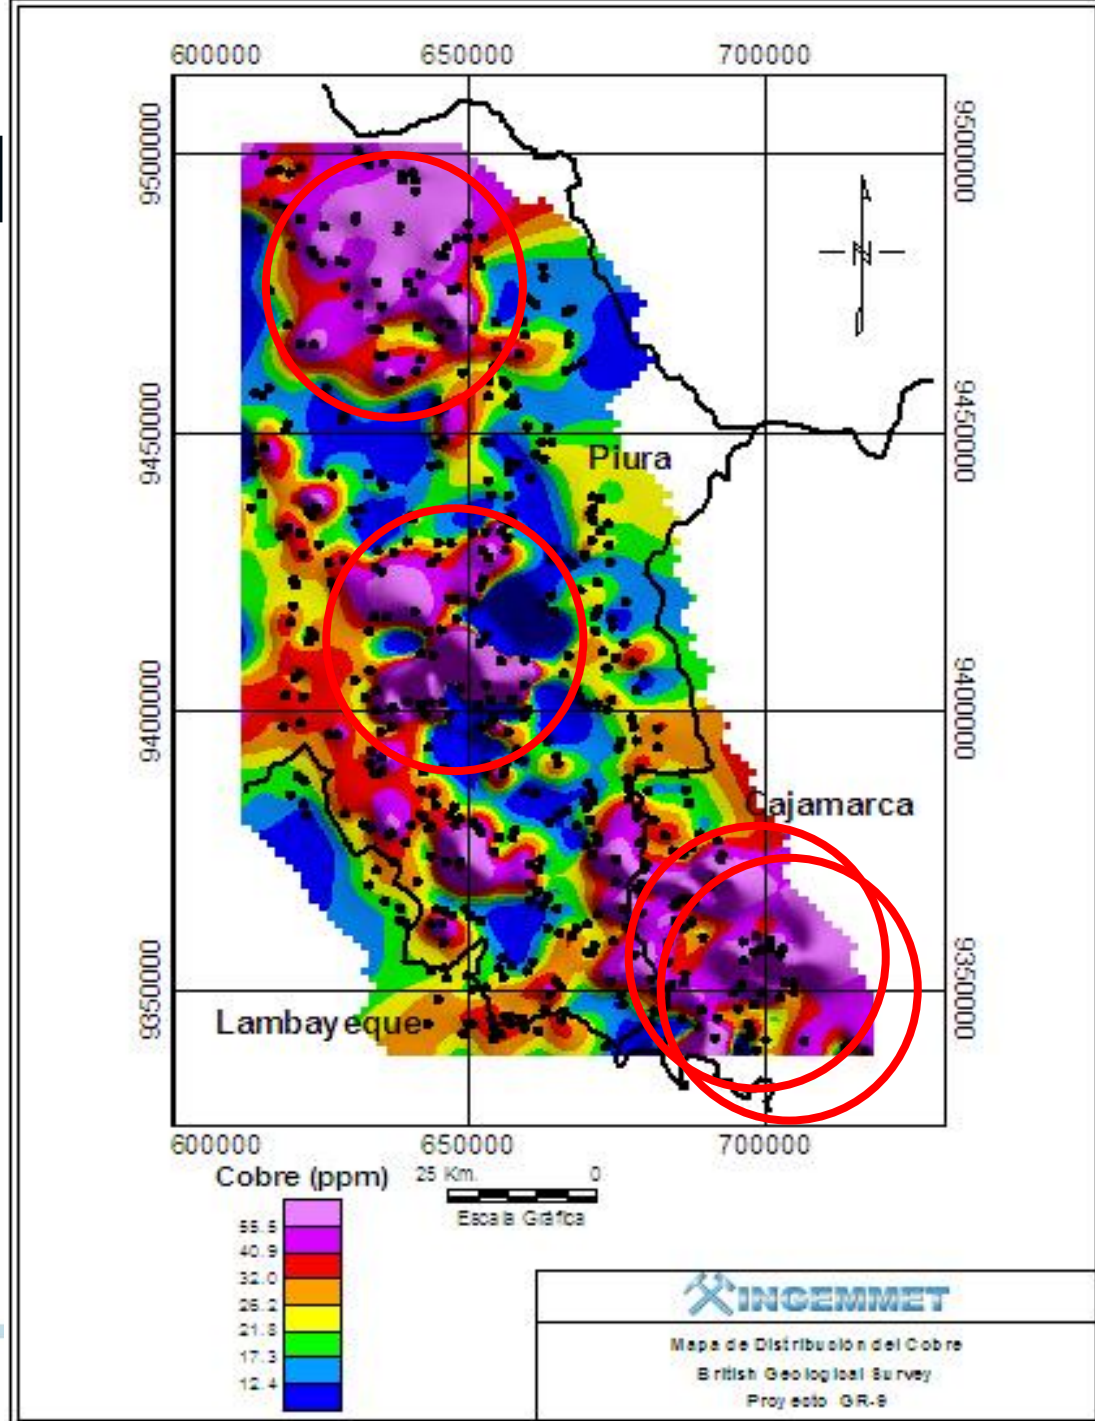 600000 650000 700000
9500000 9500000
N
9450000 9450000
Piura
9400000 9400000
Cajamarca
9350000 9350000
Lambayeque
600000 650000 700000
Cobre (ppm)
25 Km. 0
Escala Gráfica
55.5
40.9
32.0
26.2
21.8
17.3
12.4
INGEMMET
Mapa de Distribución del Cobre
British Geological Survey
Proyecto GR-9